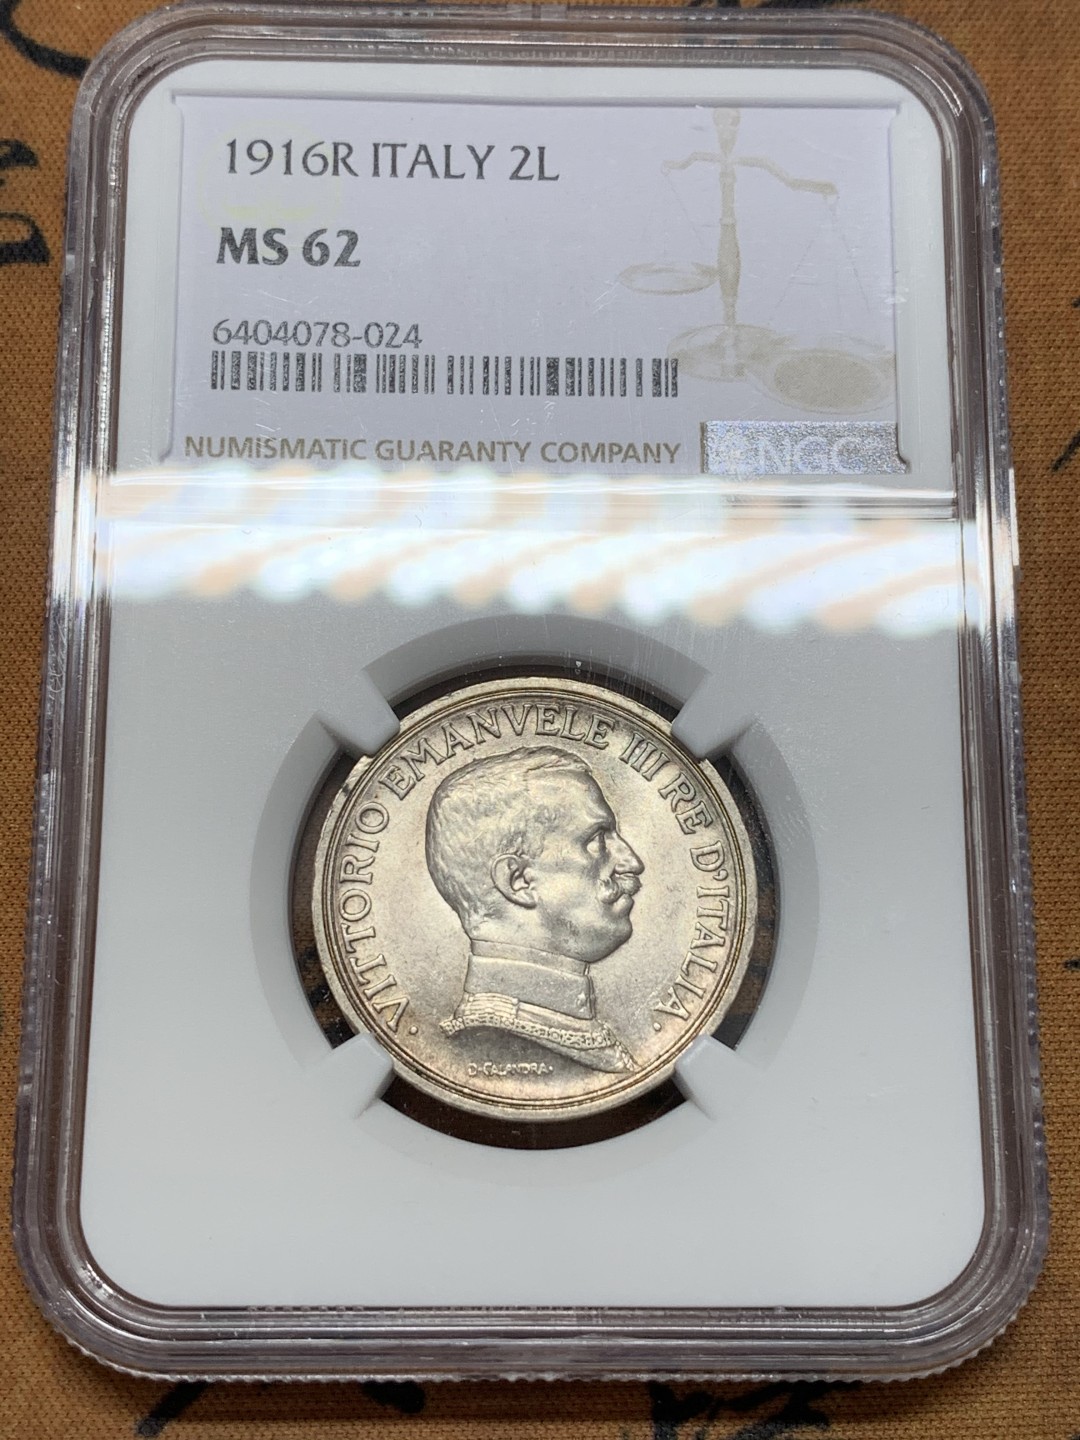 1916R ITALY 2L
MS 62
6404078-024
NUMISMATIC GUARANTY COMPANY
NGC
· VITTORIO · EMANVELE III RE D'ITALIA ·
D·CALANDRA·